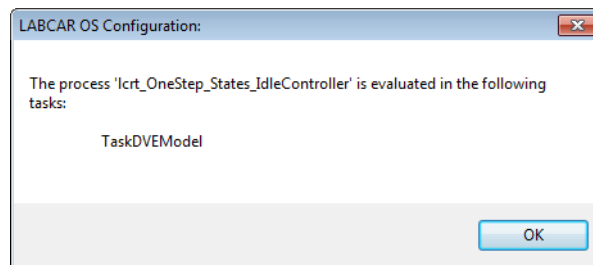 LABCAR OS Configuration:
The process 'lcrt_OneStep_States_IdleController' is evaluated in the following
tasks:
TaskDVEModel
OK